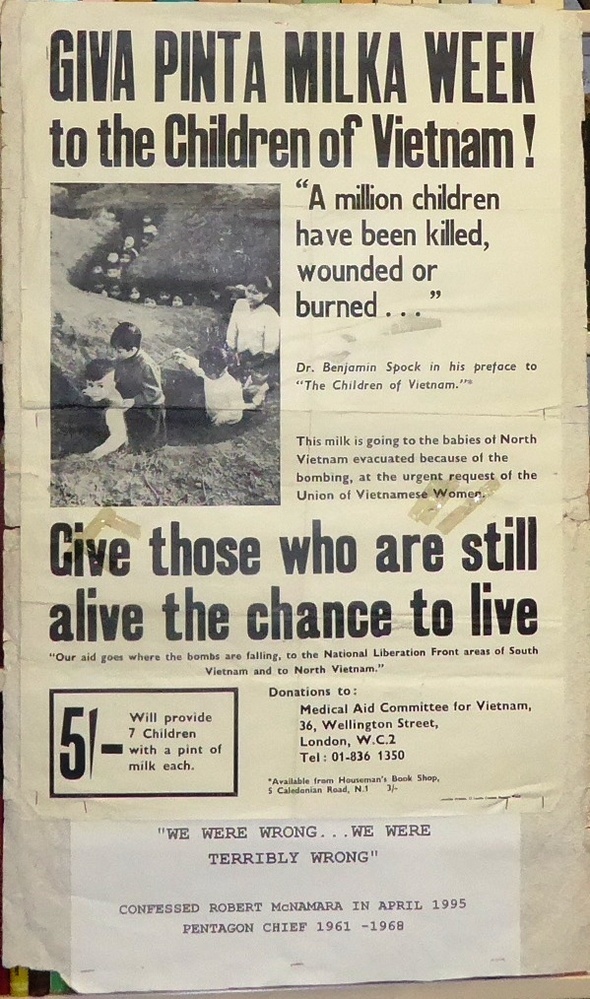 GIVA PINTA MILKA WEEK
to the Children of Vietnam !
“A million children
have been killed,
wounded or
burned . . . ”
Dr. Benjamin Spock in his preface to
“The Children of Vietnam.”*
This milk is going to the babies of North
Vietnam evacuated because of the
bombing, at the urgent request of the
Union of Vietnamese Women.
Give those who are still
alive the chance to live
“Our aid goes where the bombs are falling, to the National Liberation Front areas of South
Vietnam and to North Vietnam.”
5/-
Will provide
7 Children
with a pint of
milk each.
Donations to :
Medical Aid Committee for Vietnam,
36, Wellington Street,
London, W.C.2
Tel : 01-836 1350
*Available from Houseman's Book Shop,
5 Caledonian Road, N.1 3/-
"WE WERE WRONG...WE WERE
TERRIBLY WRONG"
CONFESSED ROBERT McNAMARA IN APRIL 1995
PENTAGON CHIEF 1961 -1968